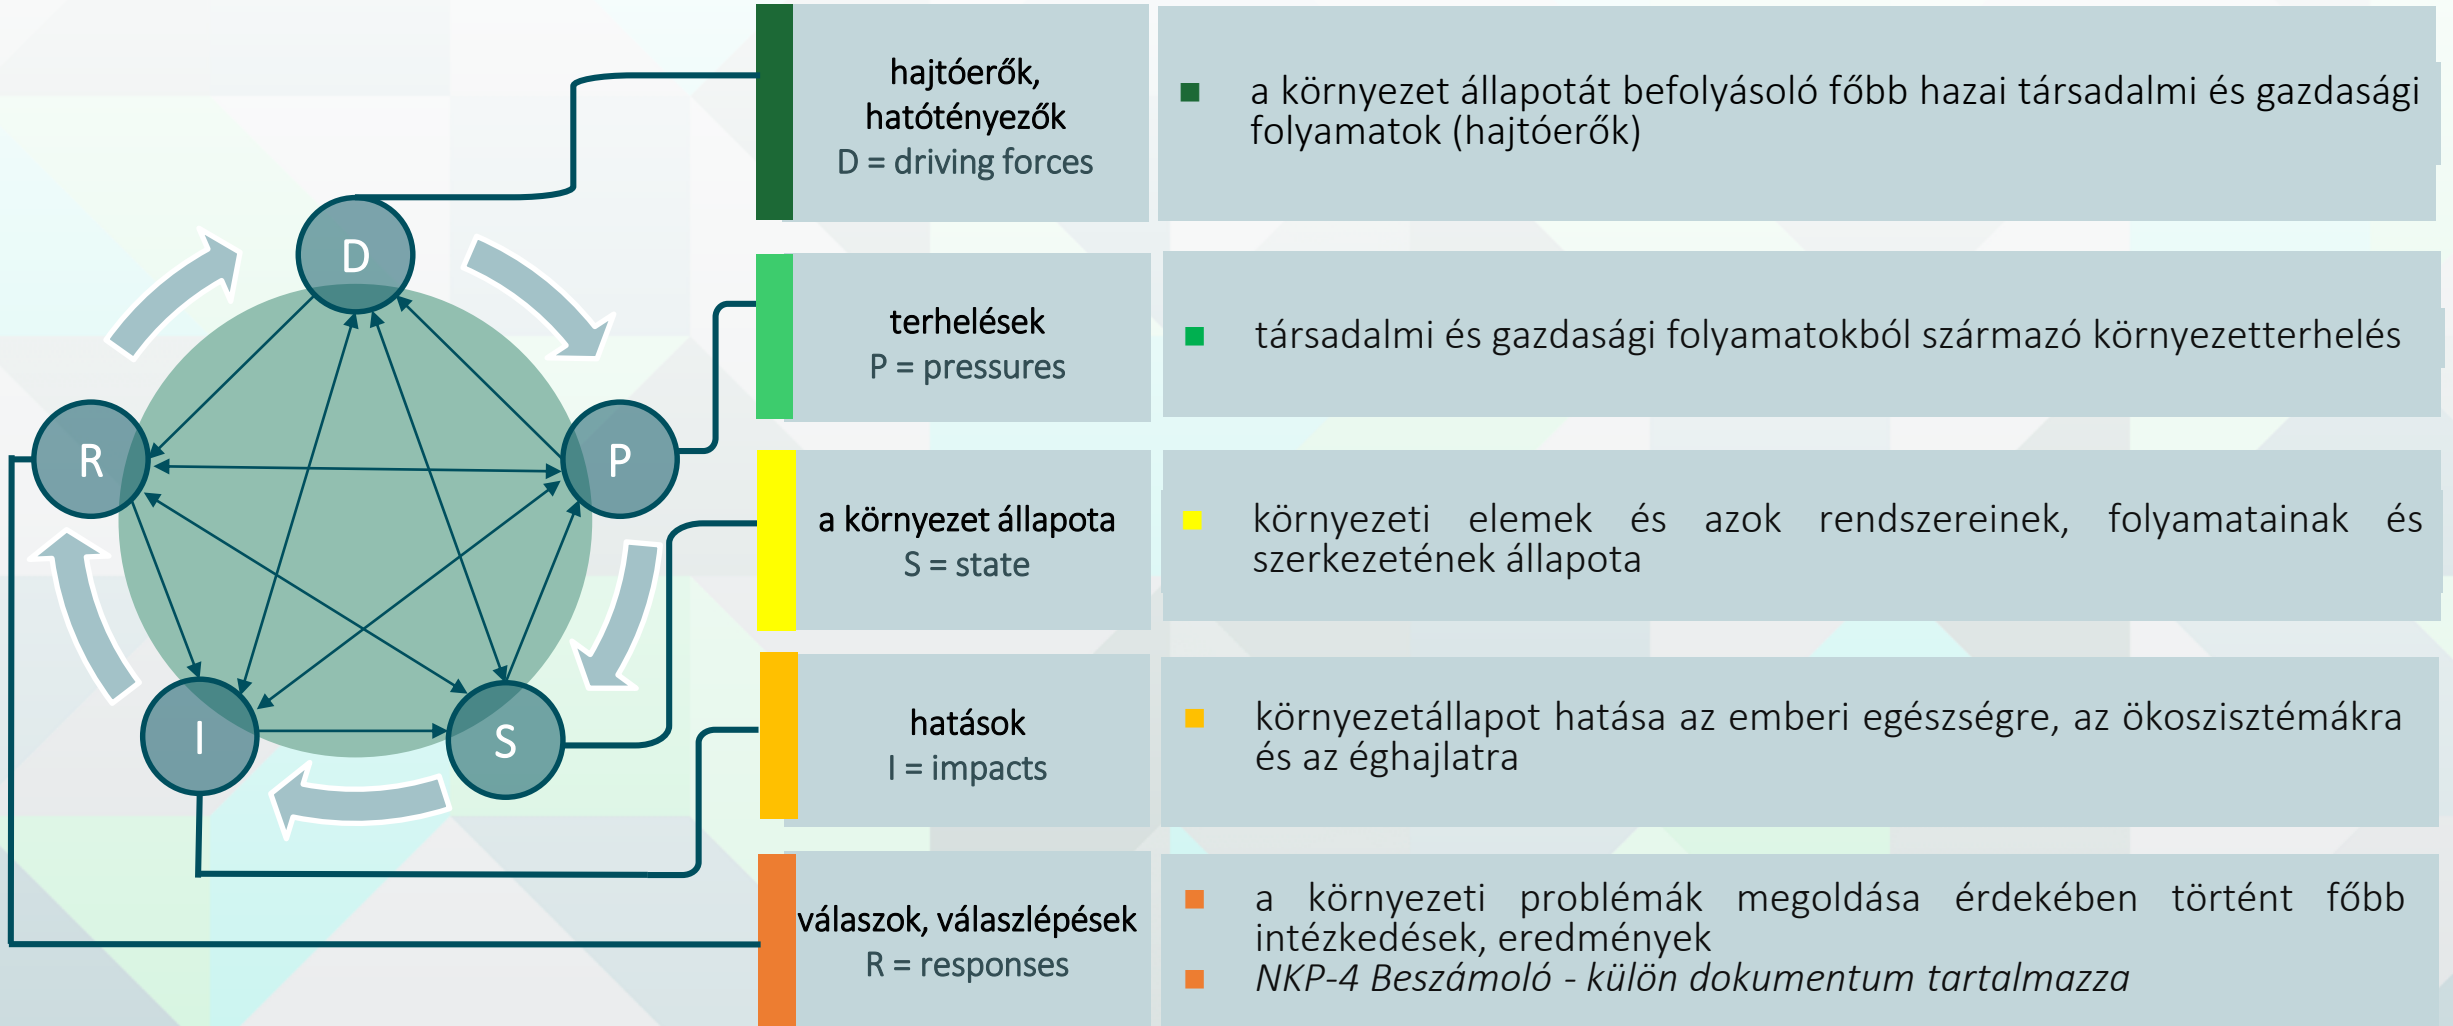 D
P
S
I
R
hajtóerők,
hatótényezők
D = driving forces
a környezet állapotát befolyásoló főbb hazai társadalmi és gazdasági
folyamatok (hajtóerők)
terhelések
P = pressures
társadalmi és gazdasági folyamatokból származó környezetterhelés
a környezet állapota
S = state
környezeti elemek és azok rendszereinek, folyamatainak és
szerkezetének állapota
hatások
I = impacts
környezetállapot hatása az emberi egészségre, az ökoszisztémákra
és az éghajlatra
válaszok, válaszlépések
R = responses
a környezeti problémák megoldása érdekében történt főbb
intézkedések, eredmények
NKP-4 Beszámoló - külön dokumentum tartalmazza